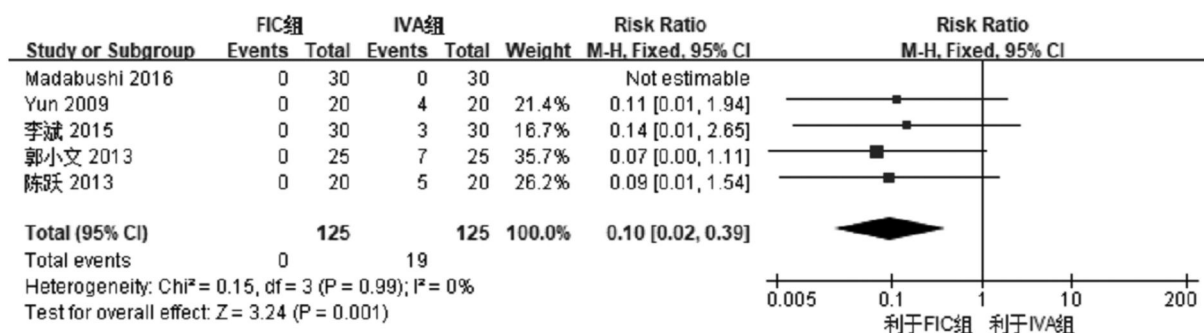 FIC组 IVA组 Risk Ratio Risk Ratio
Study or Subgroup Events Total Events Total Weight M-H, Fixed, 95% CI M-H, Fixed, 95% CI
Madabushi 2016 0 30 0 30 Not estimable
Yun 2009 0 20 4 20 21.4% 0.11 [0.01, 1.94]
李斌 2015 0 30 3 30 16.7% 0.14 [0.01, 2.65]
郭小文 2013 0 25 7 25 35.7% 0.07 [0.00, 1.11]
陈跃 2013 0 20 5 20 26.2% 0.09 [0.01, 1.54]
Total (95% CI) 125 125 100.0% 0.10 [0.02, 0.39]
Total events 0 19
Heterogeneity: Chi² = 0.15, df = 3 (P = 0.99); I² = 0%
Test for overall effect: Z = 3.24 (P = 0.001)
0.005 0.1 1 10 200
利于FIC组 利于IVA组